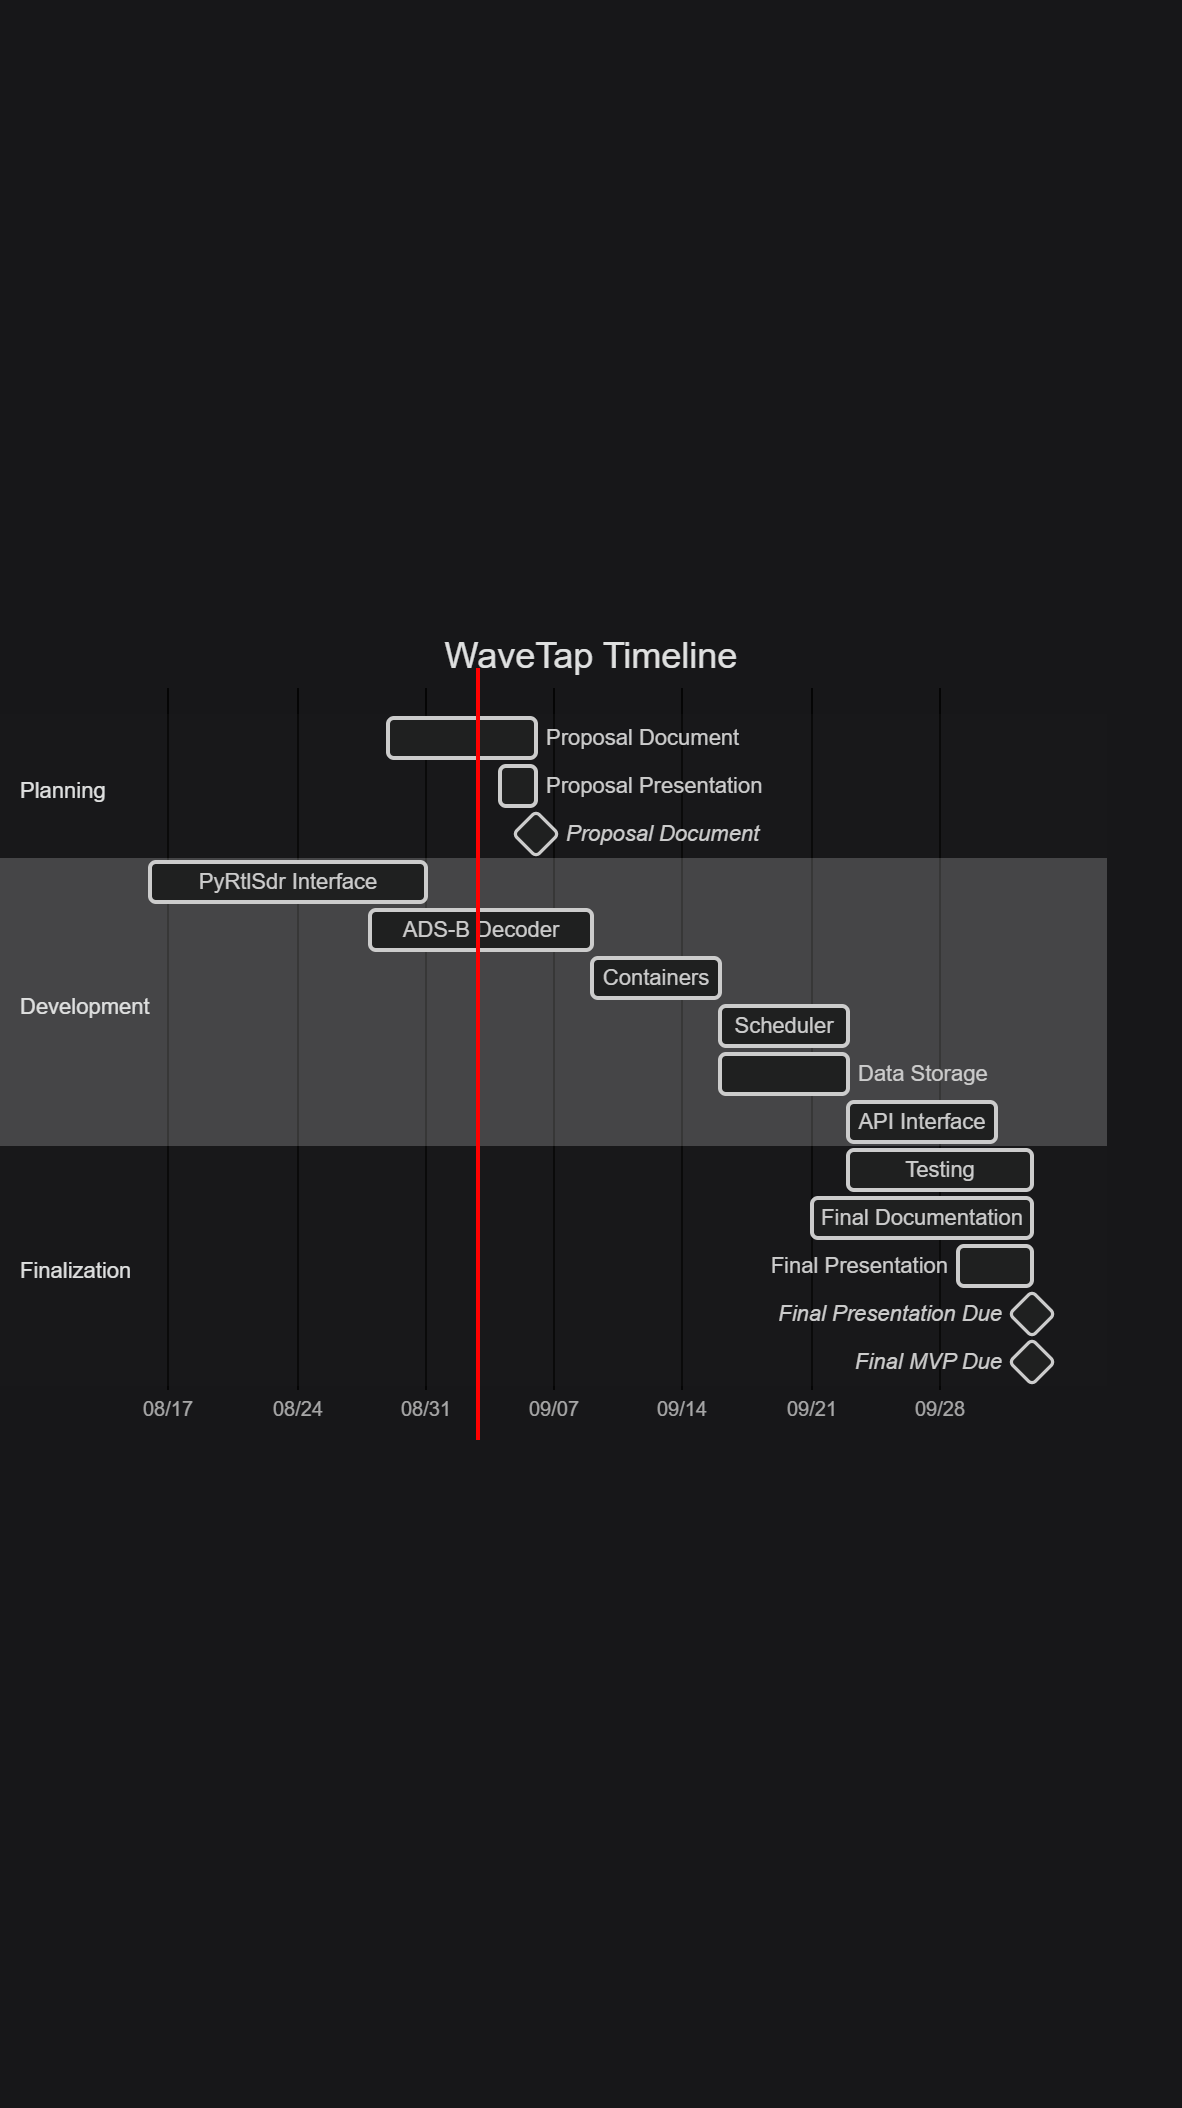 WaveTap Timeline
Planning
Proposal Document
Proposal Presentation
Proposal Document
Development
PyRtlSdr Interface
ADS-B Decoder
Containers
Scheduler
Data Storage
API Interface
Finalization
Testing
Final Documentation
Final Presentation
Final Presentation Due
Final MVP Due
08/17 08/24 08/31 09/07 09/14 09/21 09/28